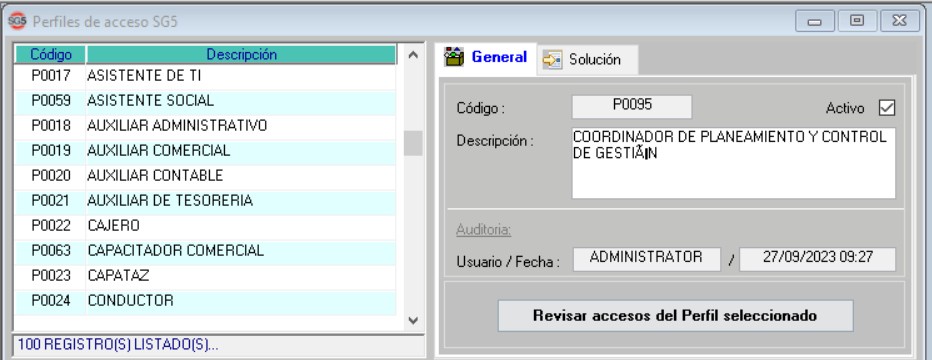 SG5 Perfiles de acceso SG5
Código Descripción
P0017 ASISTENTE DE TI
P0059 ASISTENTE SOCIAL
P0018 AUXILIAR ADMINISTRATIVO
P0019 AUXILIAR COMERCIAL
P0020 AUXILIAR CONTABLE
P0021 AUXILIAR DE TESORERIA
P0022 CAJERO
P0063 CAPACITADOR COMERCIAL
P0023 CAPATAZ
P0024 CONDUCTOR
100 REGISTRO(S) LISTADO(S)...
General Solución
Código : P0095 Activo
Descripción : COORDINADOR DE PLANEAMIENTO Y CONTROL
DE
Auditoria:
Usuario / Fecha : ADMINISTRATOR / 27/09/2023 09:27
Revisar accesos del Perfil seleccionado